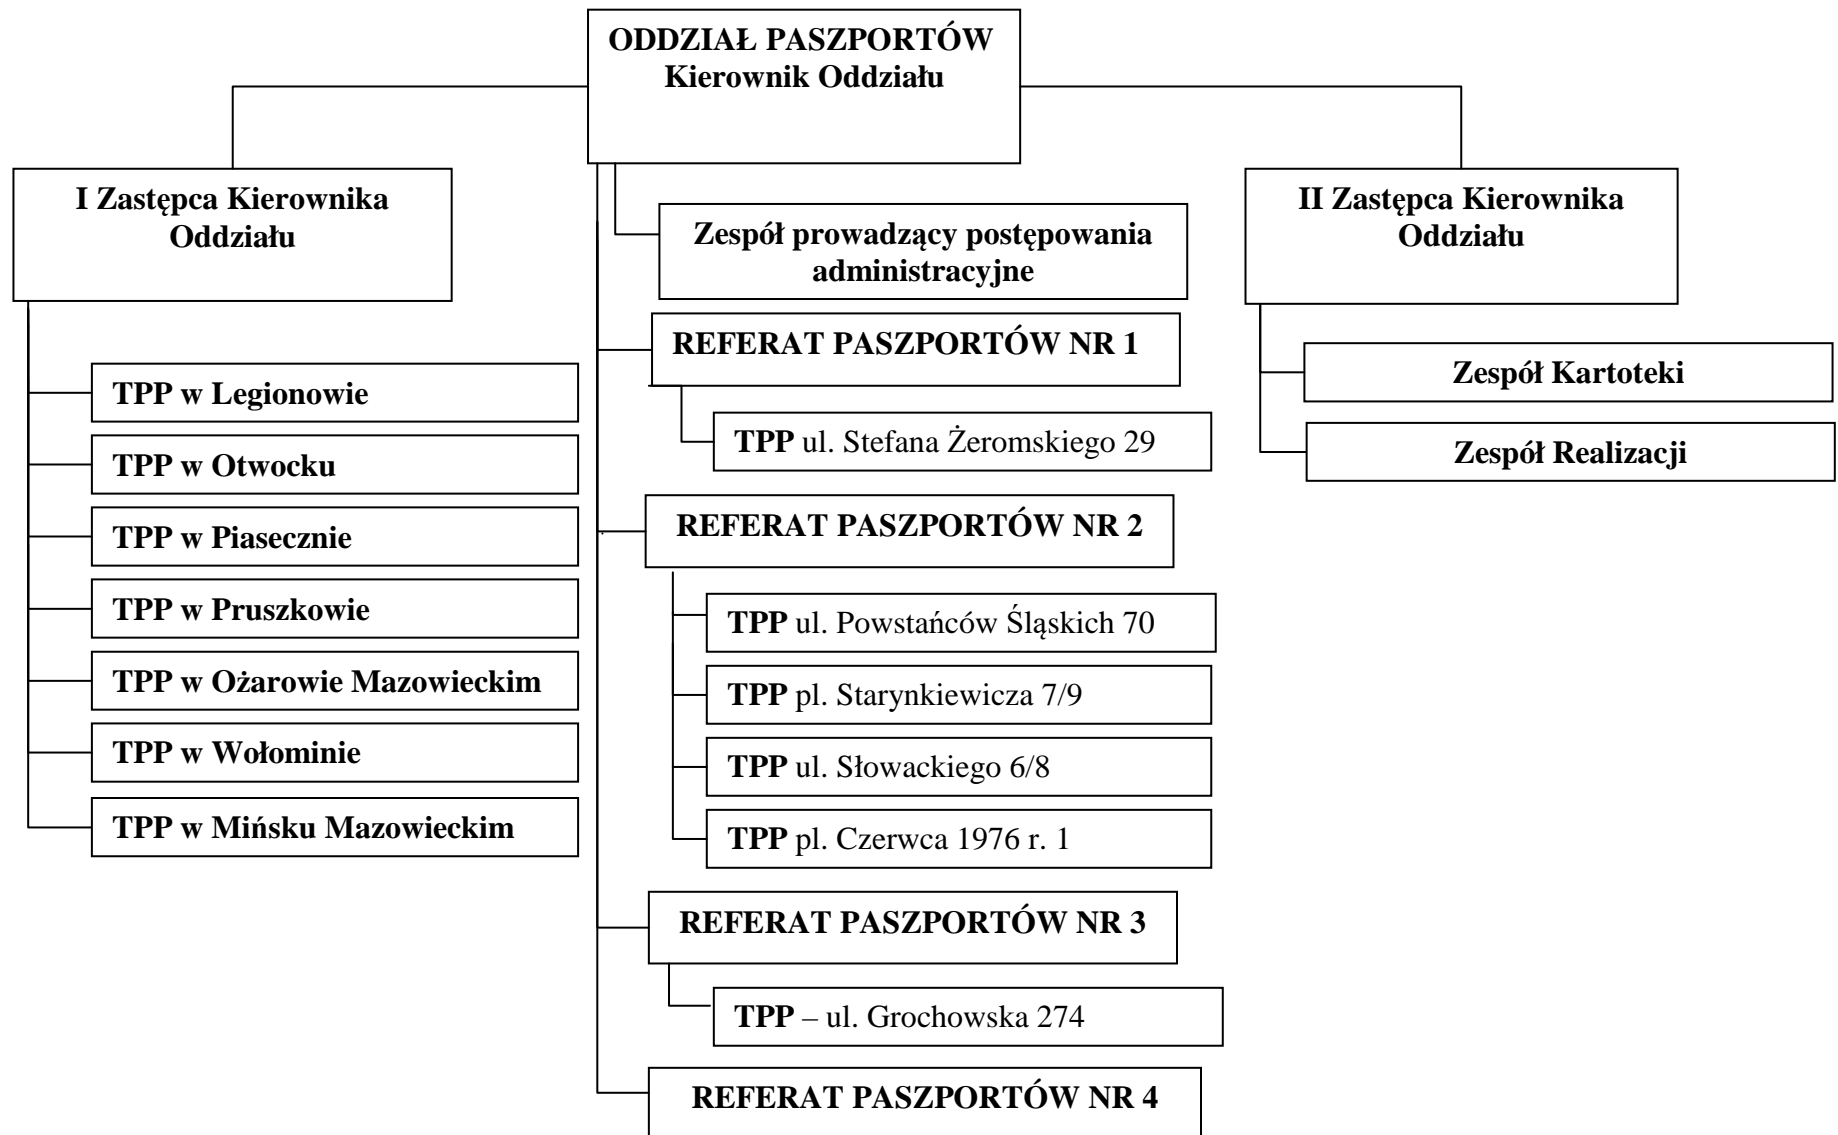 ODDZIAŁ PASZPORTÓW
Kierownik Oddziału
I Zastępca Kierownika
Oddziału
TPP w Legionowie
TPP w Otwocku
TPP w Piasecznie
TPP w Pruszkowie
TPP w Ożarowie Mazowieckim
TPP w Wołominie
TPP w Mińsku Mazowieckim
Zespół prowadzący postępowania
administracyjne
REFERAT PASZPORTÓW NR 1
TPP ul. Stefana Żeromskiego 29
REFERAT PASZPORTÓW NR 2
TPP ul. Powstańców Śląskich 70
TPP pl. Starynkiewicza 7/9
TPP ul. Słowackiego 6/8
TPP pl. Czerwca 1976 r. 1
REFERAT PASZPORTÓW NR 3
TPP – ul. Grochowska 274
REFERAT PASZPORTÓW NR 4
II Zastępca Kierownika
Oddziału
Zespół Kartoteki
Zespół Realizacji